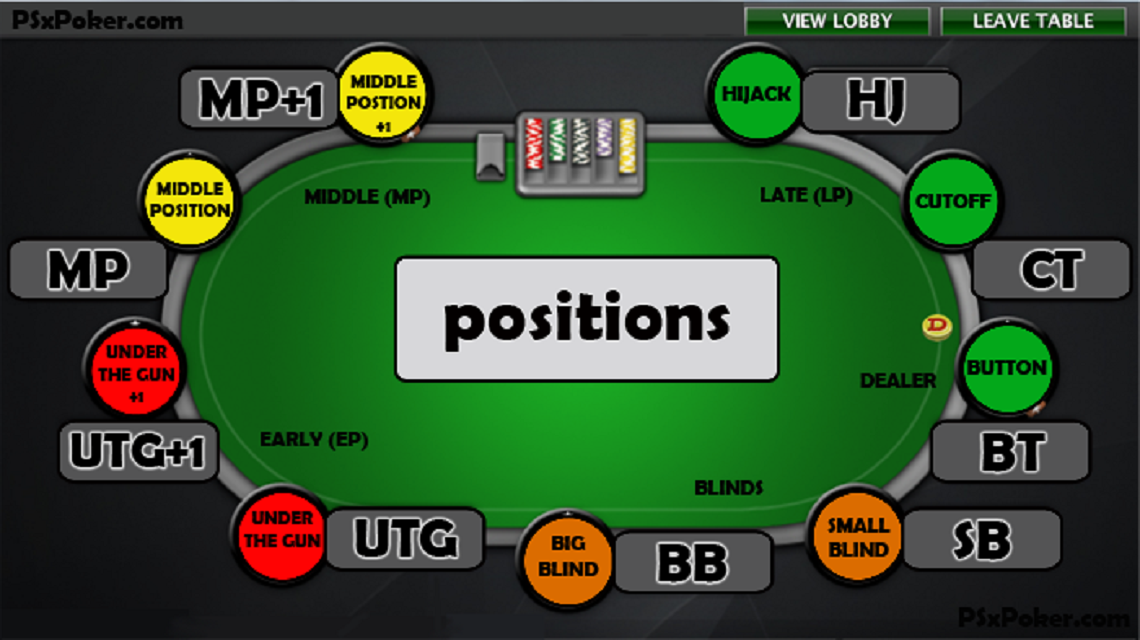 PSxPoker.com
VIEW LOBBY
LEAVE TABLE
MP+1
MIDDLE
POSTION
+1
HIJACK
HJ
MIDDLE
POSITION
MIDDLE (MP)
LATE (LP)
CUTOFF
MP
CT
positions
D
UNDER
THE GUN
+1
BUTTON
DEALER
UTG+1
EARLY (EP)
BT
BLINDS
UNDER
THE GUN
UTG
BIG
BLIND
BB
SMALL
BLIND
SB
PSxPoker.com